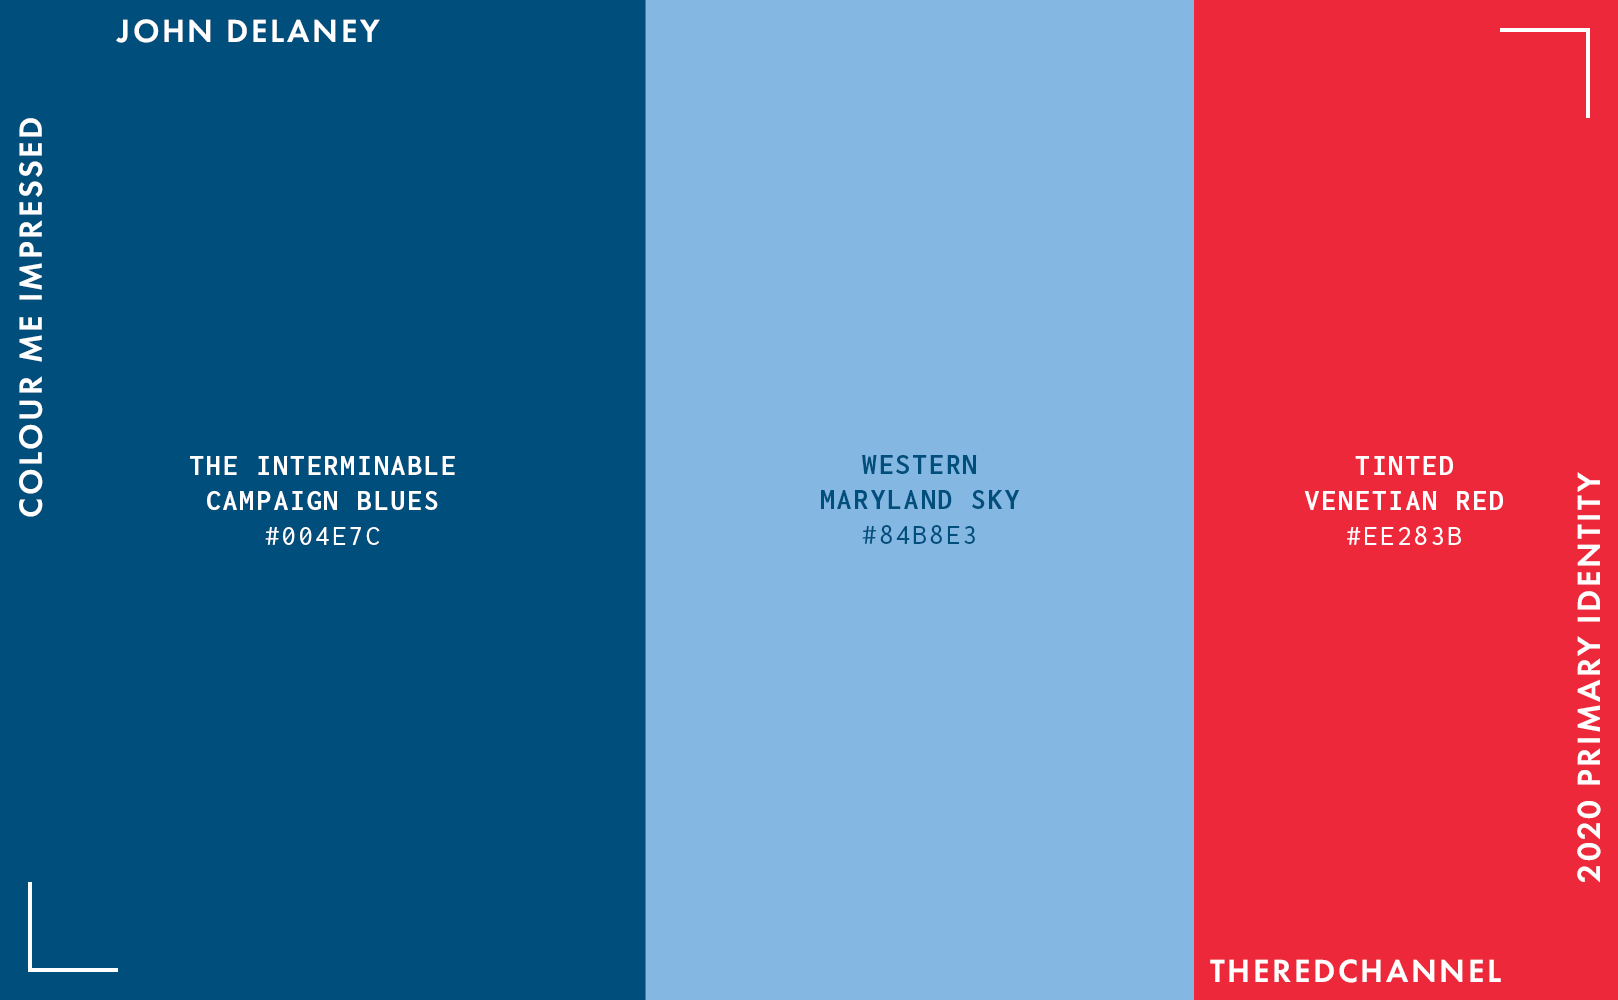 JOHN DELANEY
COLOUR ME IMPRESSED
THE INTERMINABLE
CAMPAIGN BLUES
#004E7C
WESTERN
MARYLAND SKY
#84B8E3
TINTED
VENETIAN RED
#EE283B
2020 PRIMARY IDENTITY
THEREDCHANNEL